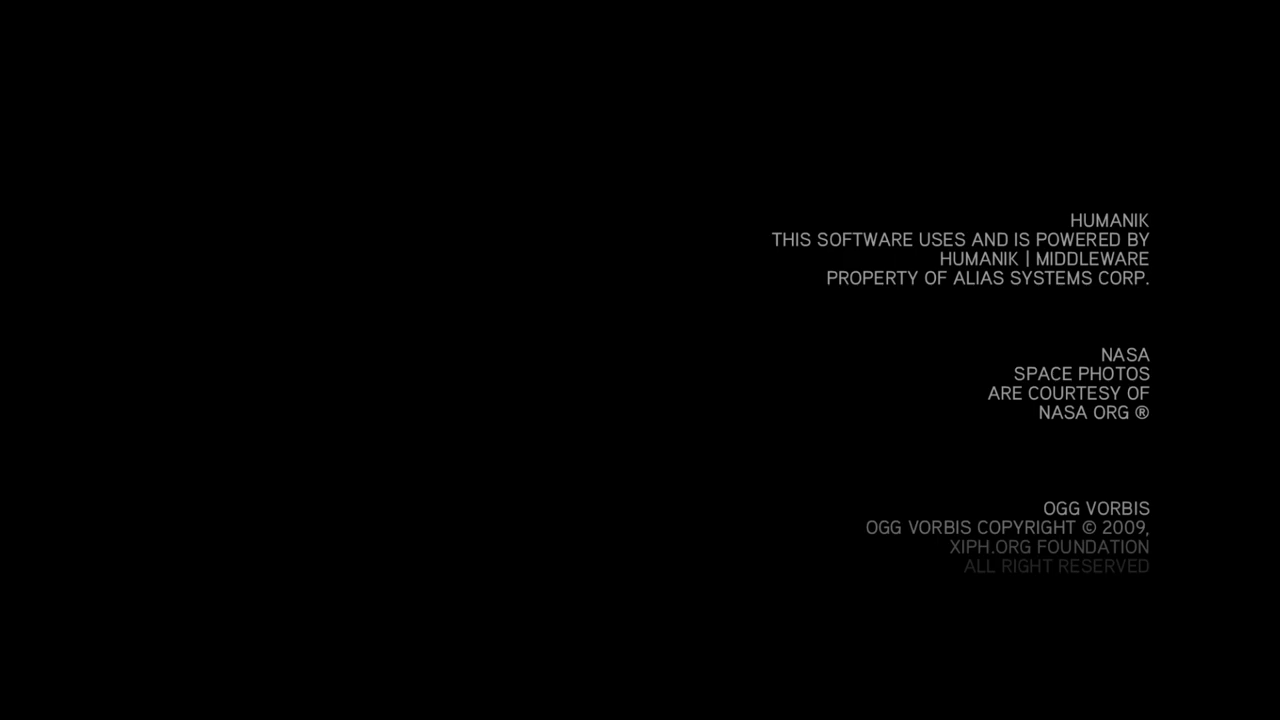 HUMANIK
THIS SOFTWARE USES AND IS POWERED BY
HUMANIK | MIDDLEWARE
PROPERTY OF ALIAS SYSTEMS CORP.
NASA
SPACE PHOTOS
ARE COURTESY OF
NASA ORG ®
OGG VORBIS
OGG VORBIS COPYRIGHT © 2009,
XIPH.ORG FOUNDATION
ALL RIGHT RESERVED